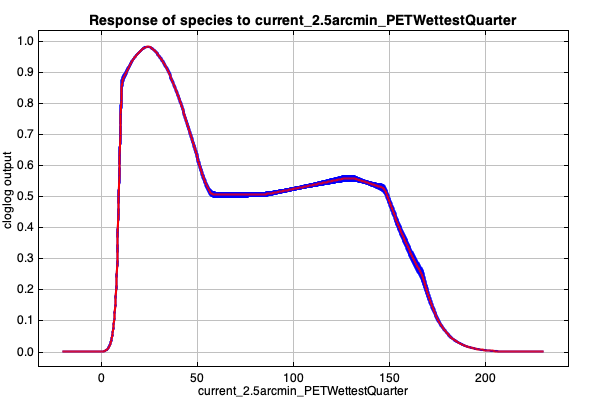 Response of species to current_2.5arcmin_PETWettestQuarter
1.0
0.9
0.8
0.7
0.6
0.5
0.4
0.3
0.2
0.1
0.0
cloglog output
0 50 100 150 200
current_2.5arcmin_PETWettestQuarter